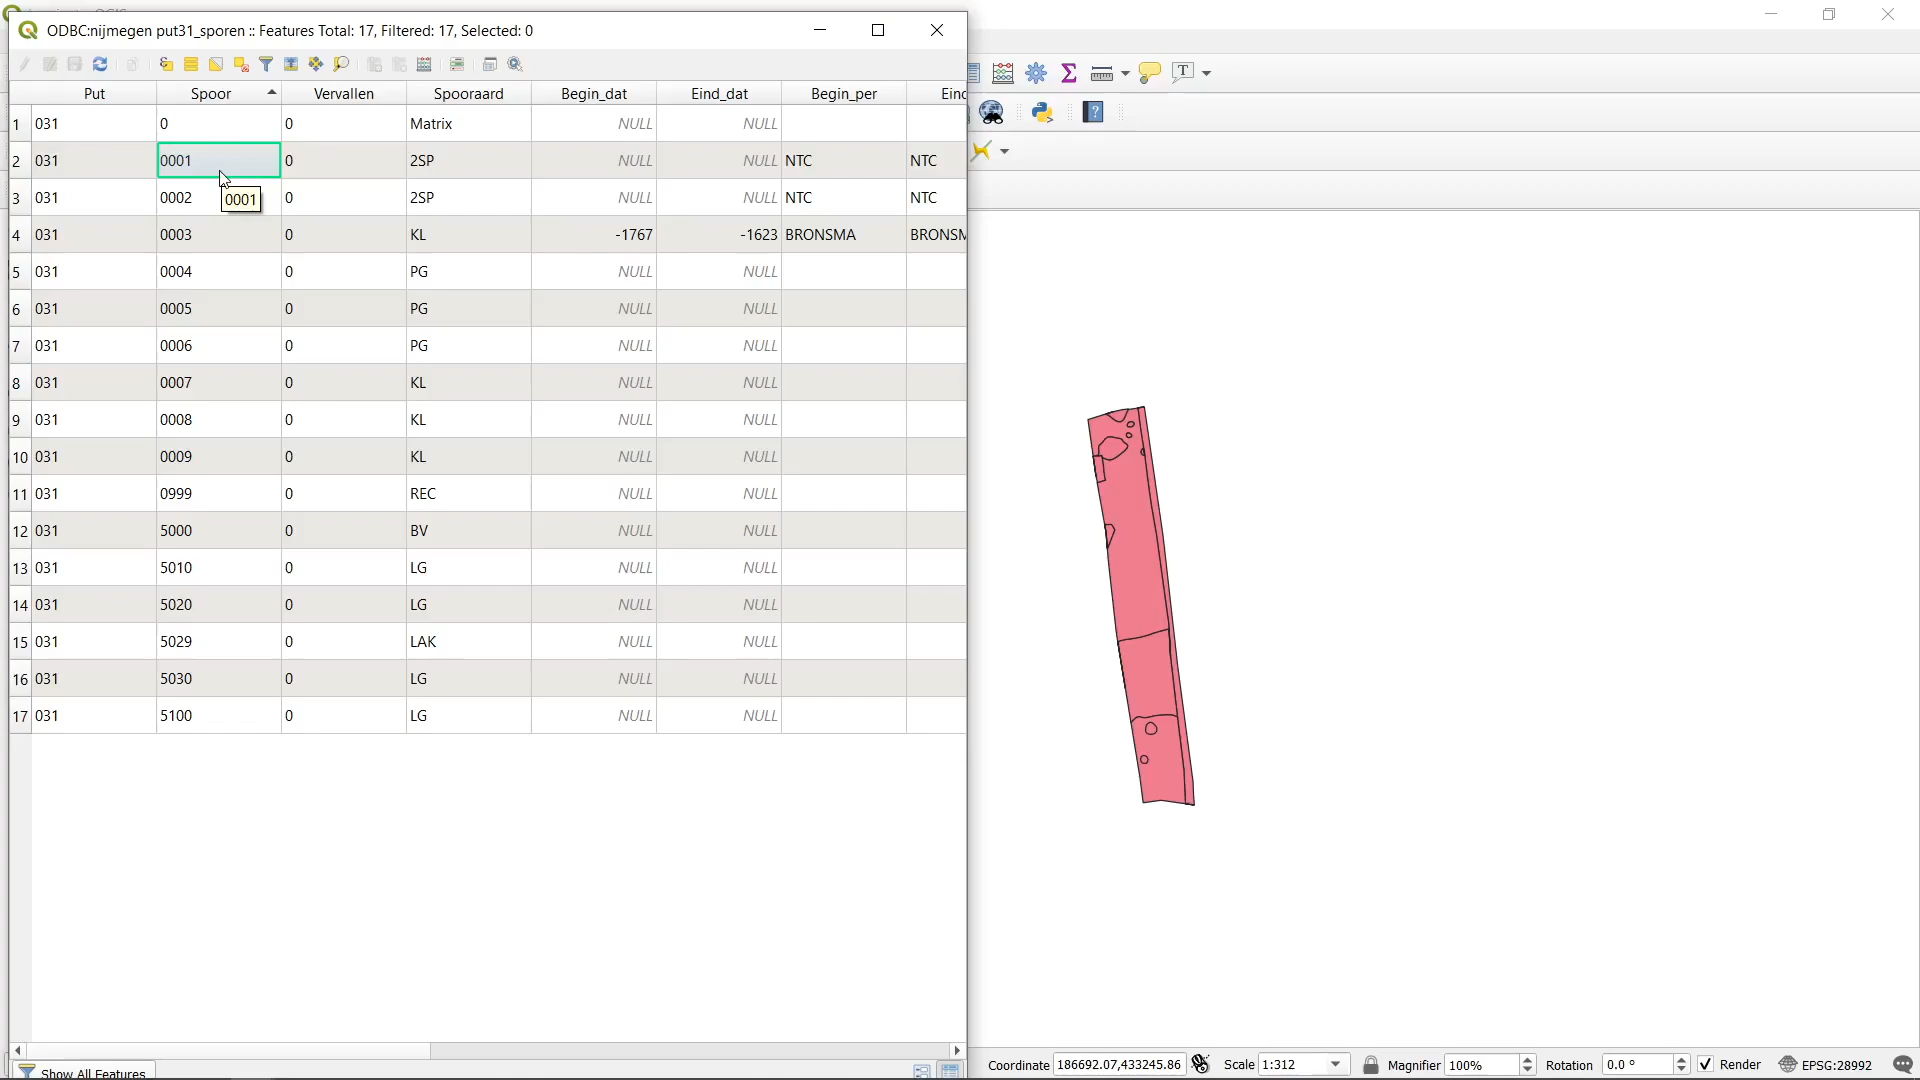 ODBC:nijmegen put31_sporen :: Features Total: 17, Filtered: 17, Selected: 0
Put Spoor Vervallen Spooraard Begin_dat Eind_dat Begin_per Einc
1 031 0 0 Matrix NULL NULL
2 031 0001 0 2SP NULL NULL NTC NTC
0001
3 031 0002 0 2SP NULL NULL NTC NTC
4 031 0003 0 KL -1767 -1623 BRONSMA BRONSM
5 031 0004 0 PG NULL NULL
6 031 0005 0 PG NULL NULL
7 031 0006 0 PG NULL NULL
8 031 0007 0 KL NULL NULL
9 031 0008 0 KL NULL NULL
10 031 0009 0 KL NULL NULL
11 031 0999 0 REC NULL NULL
12 031 5000 0 BV NULL NULL
13 031 5010 0 LG NULL NULL
14 031 5020 0 LG NULL NULL
15 031 5029 0 LAK NULL NULL
16 031 5030 0 LG NULL NULL
17 031 5100 0 LG NULL NULL
Show All Features
Coordinate 186692.07,433245.86 Scale 1:312 Magnifier 100% Rotation 0.0 ° Render EPSG:28992